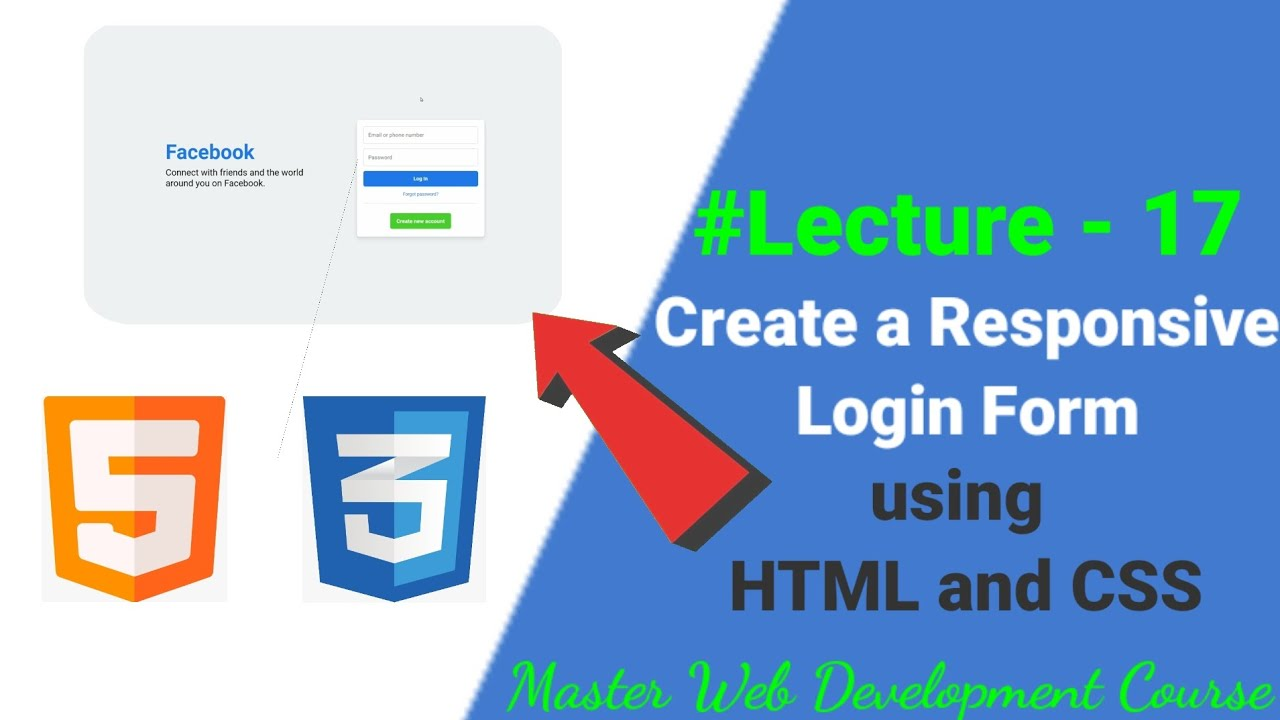 Facebook
Connect with friends and the world
around you on Facebook.
Email or phone number
Password
Log In
Forgot password?
Create new account
#Lecture - 17
Create a Responsive
Login Form
using
HTML and CSS
Master Web Development Course